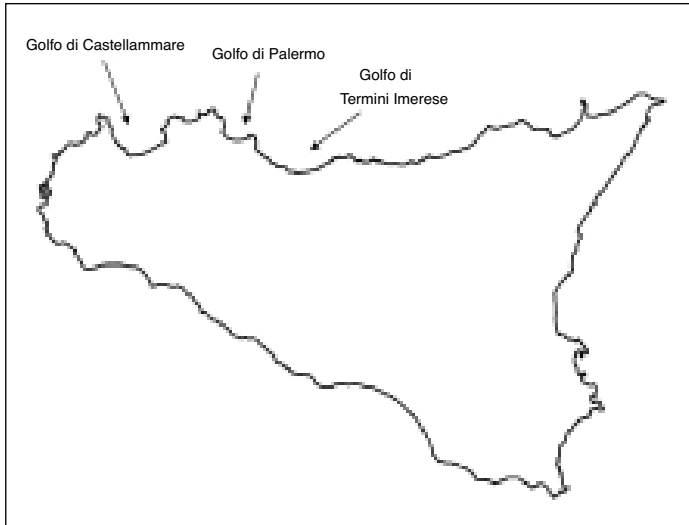 Golfo di Castellammare
Golfo di Palermo
Golfo di
Termini Imerese